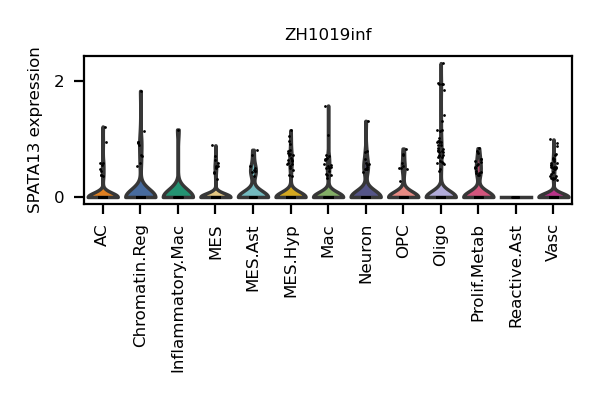 ZH1019inf
SPATA13 expression
2
0
AC
Chromatin.Reg
Inflammatory.Mac
MES
MES.Ast
MES.Hyp
Mac
Neuron
OPC
Oligo
Prolif.Metab
Reactive.Ast
Vasc